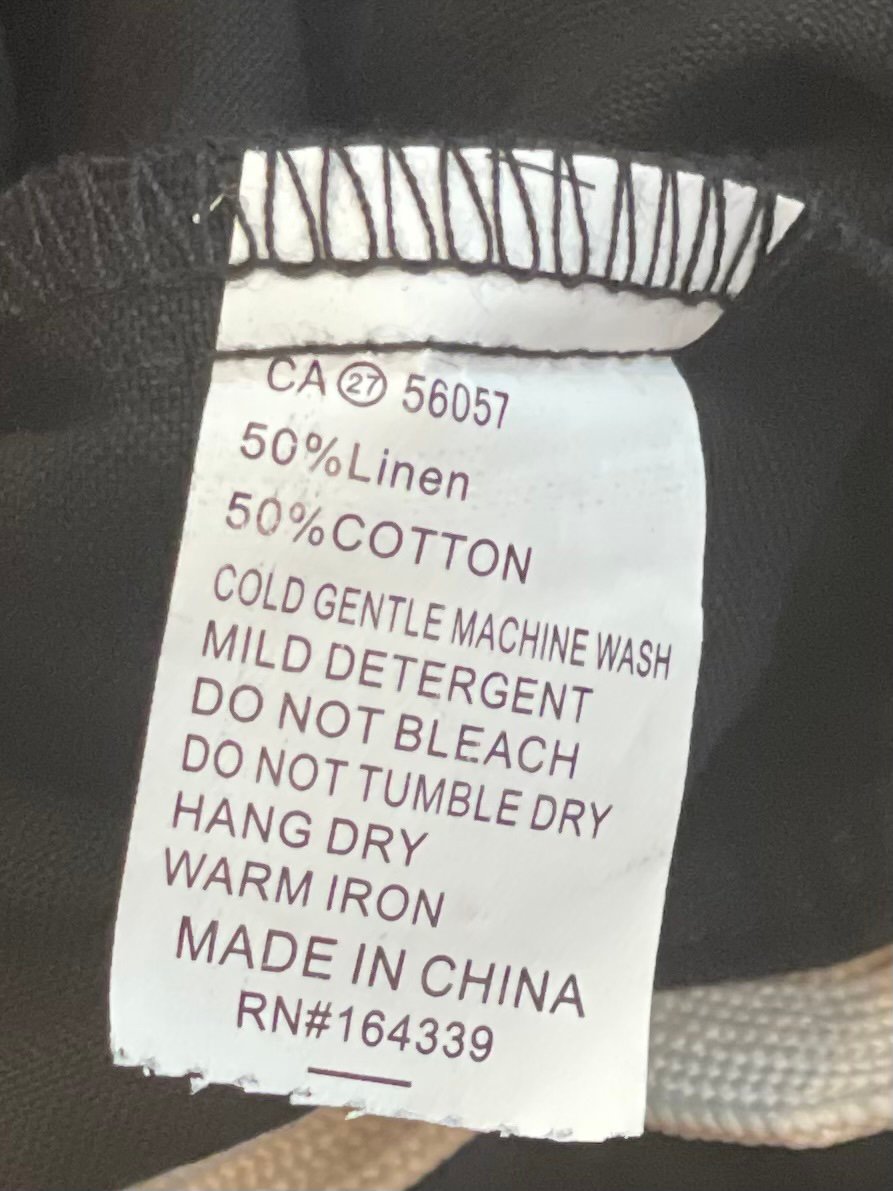 CA 27 56057
50%Linen
50%COTTON
COLD GENTLE MACHINE WASH
MILD DETERGENT
DO NOT BLEACH
DO NOT TUMBLE DRY
HANG DRY
WARM IRON
MADE IN CHINA
RN#164339